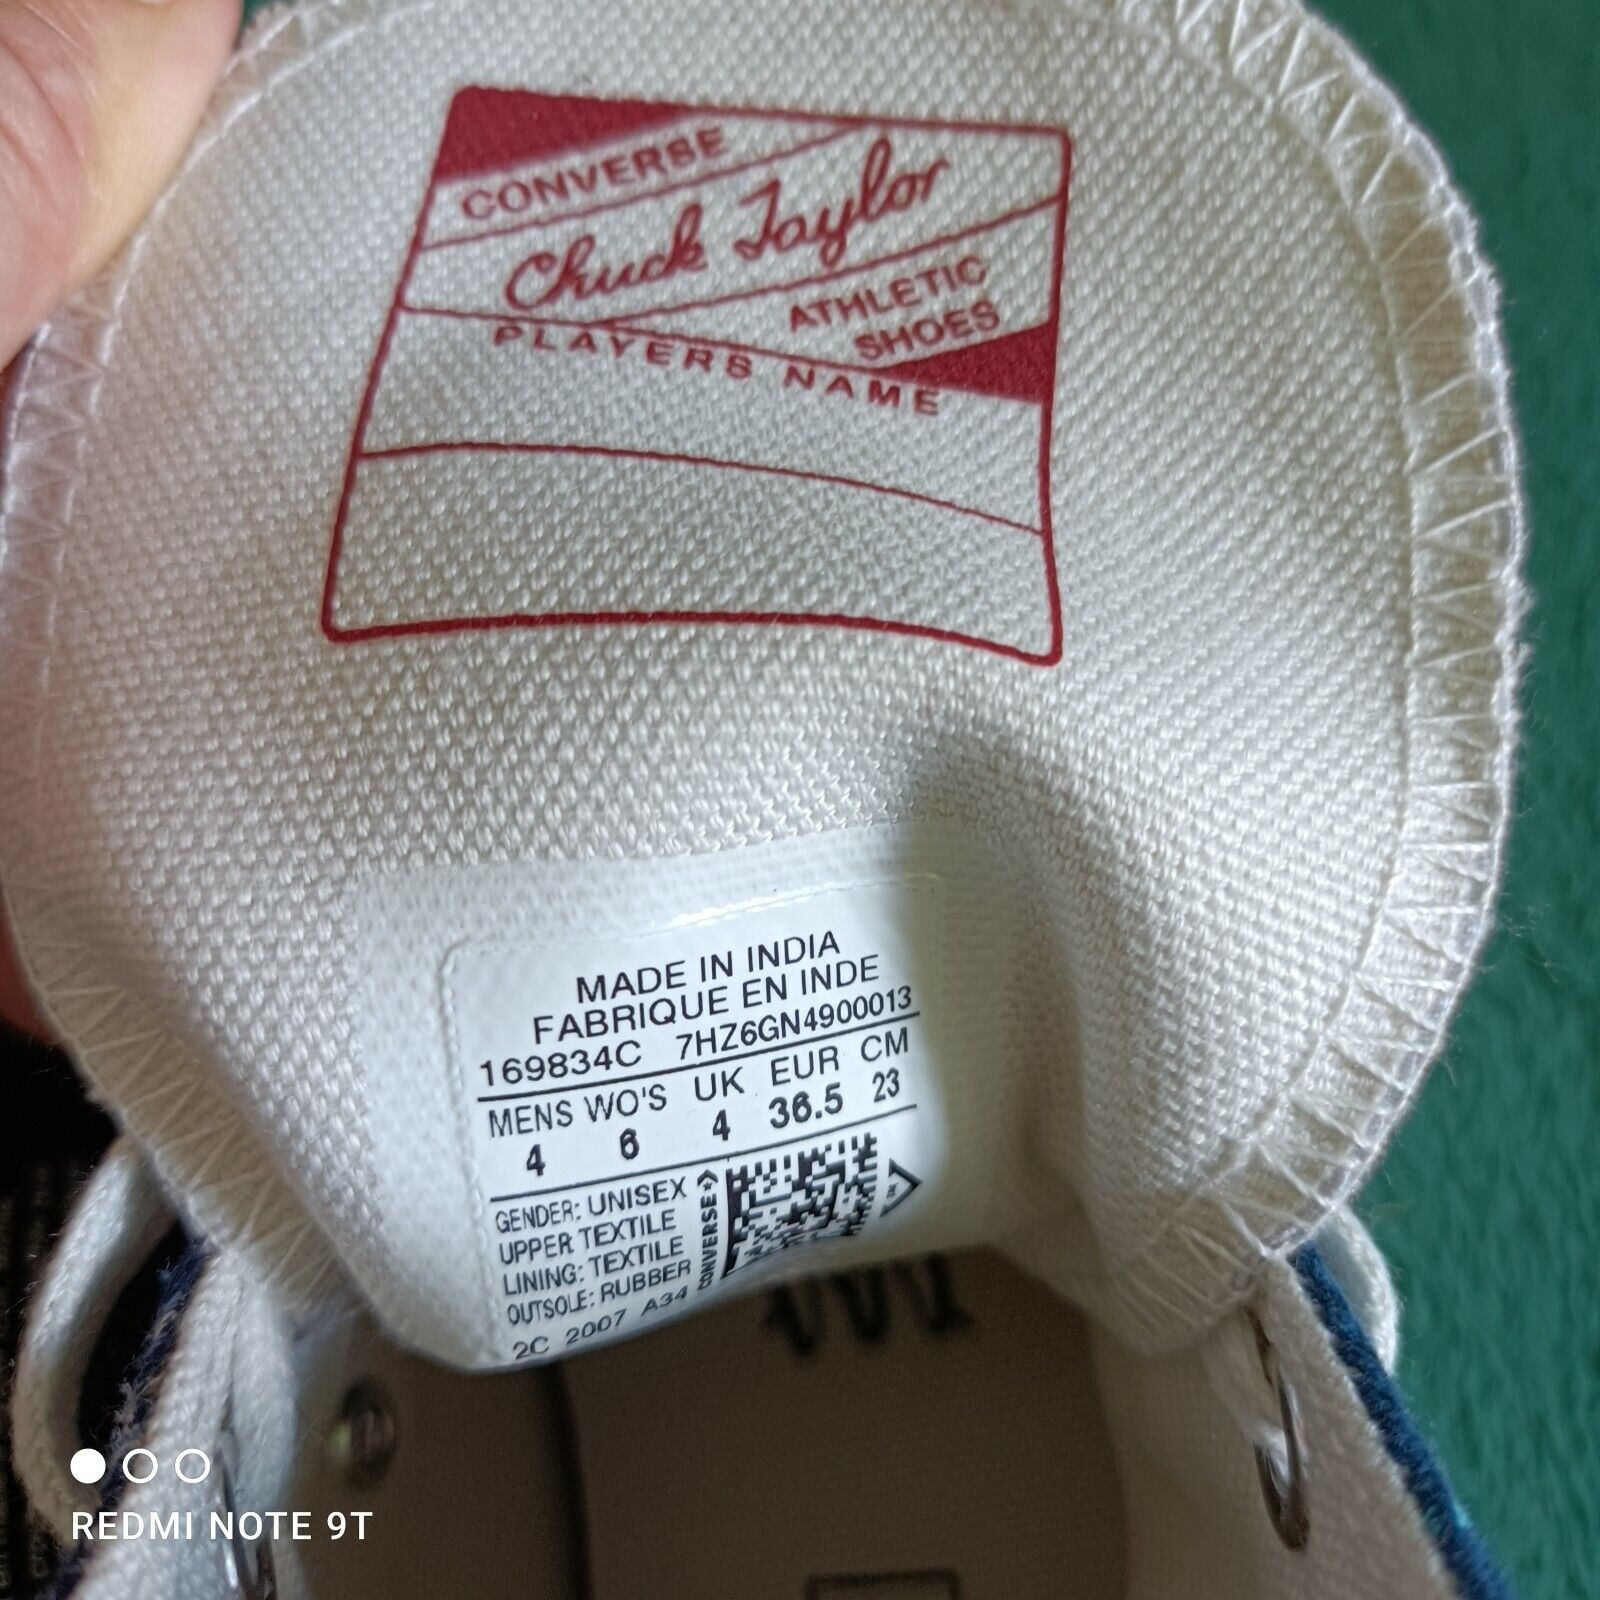 CONVERSE
Chuck Taylor
ATHLETIC
SHOES
PLAYERS NAME
MADE IN INDIA
FABRIQUE EN INDE
169834C 7HZ6GN4900013
MENS WO'S UK EUR CM
4 6 4 36.5 23
GENDER: UNISEX
UPPER TEXTILE
LINING: TEXTILE
OUTSOLE: RUBBER
2C 2007 A34
CONVERSE
REDMI NOTE 9T